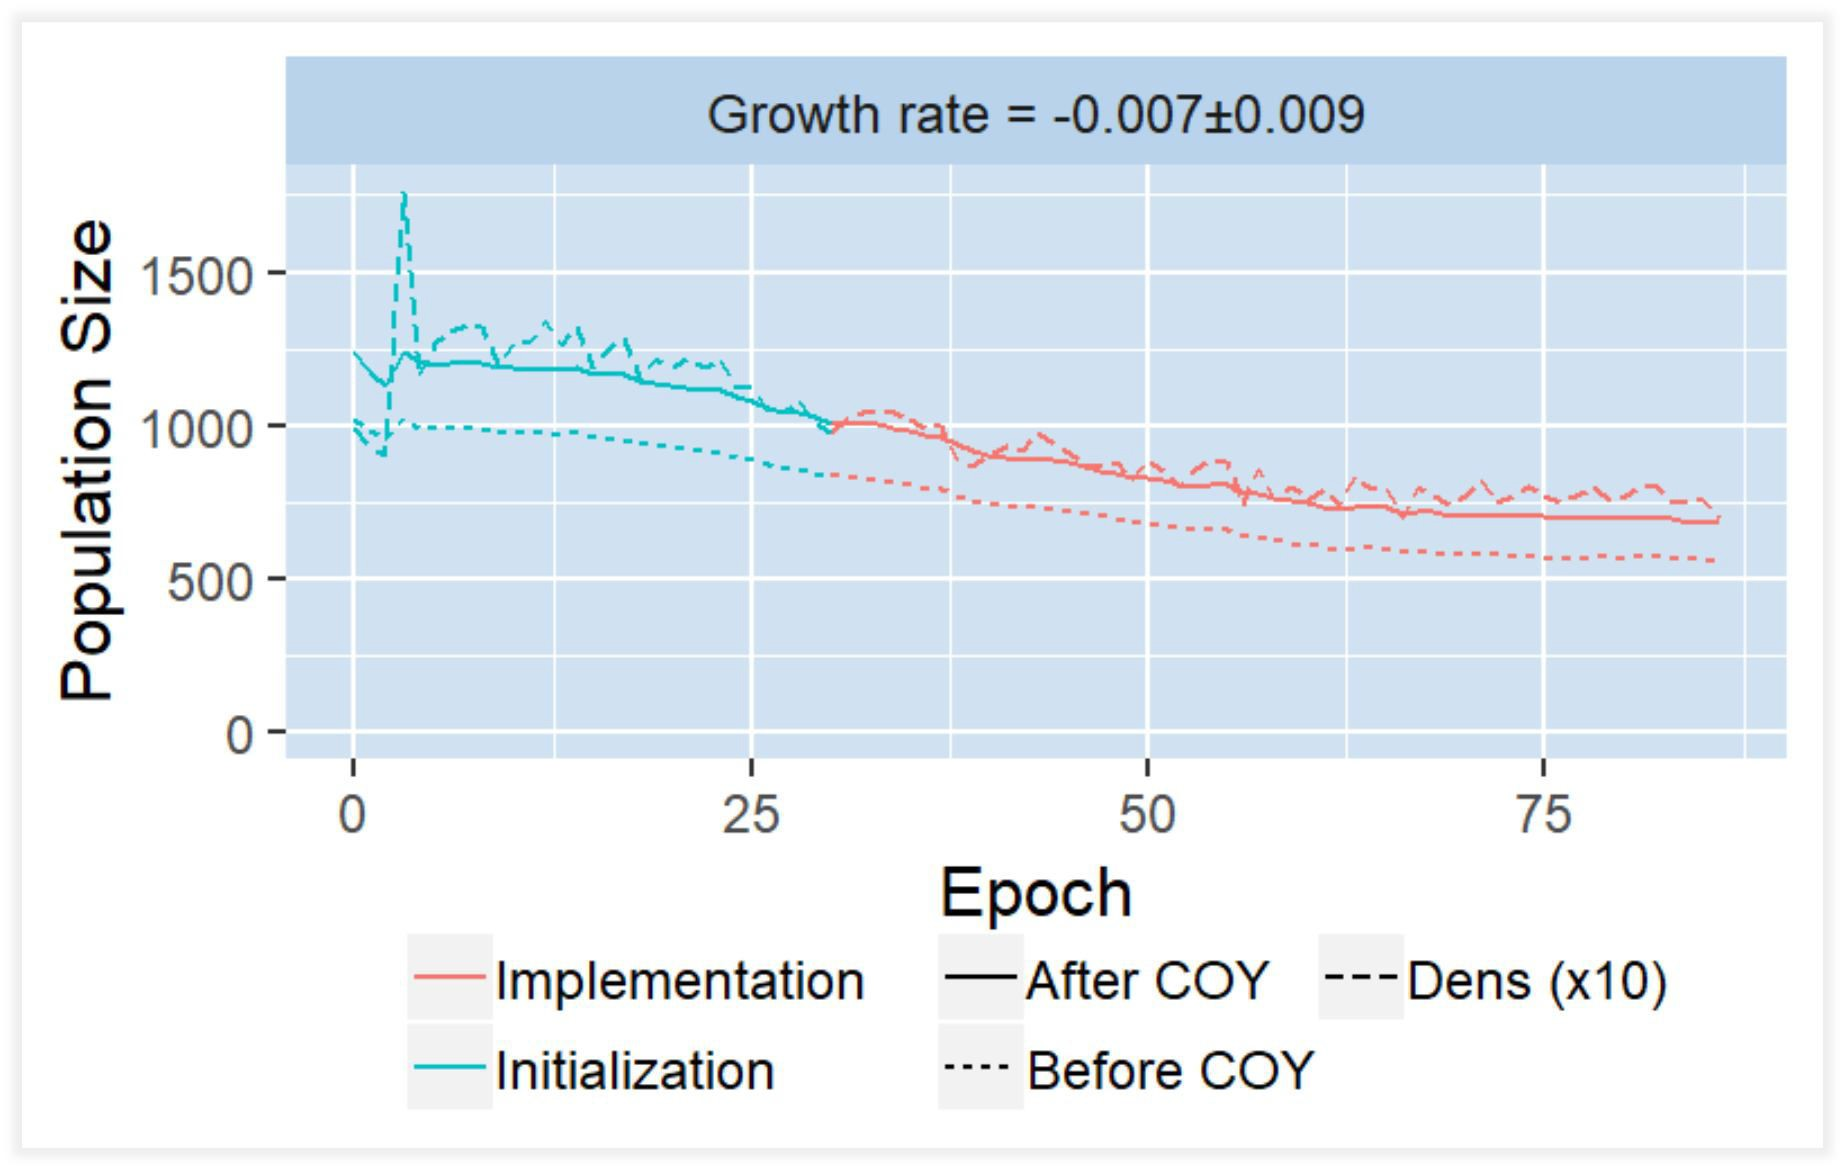 Growth rate = -0.007±0.009
Population Size
1500
1000
500
0
0 25 50 75
Epoch
Implementation After COY Dens (x10)
Initialization Before COY